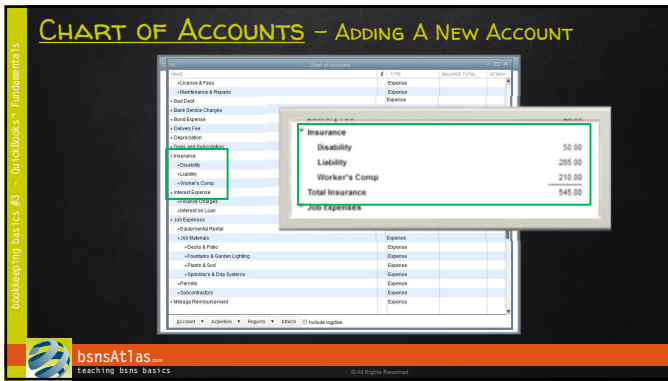 CHART OF ACCOUNTS – ADDING A NEW ACCOUNT
bookkeeping basics #3 - QuickBooks™ Fundamentals
Chart of Accounts
NAME TYPE BALANCE TOTAL ATTACH
License & Fees Expense
Maintenance & Repairs Expense
Bad Debt Expense
Bank Service Charges
Bond Expense
Delivery Fee
Depreciation
Dues and Subscription
Insurance
Disability
Liability
Worker's Comp
Interest Expense
Finance Charges
Interest on Loan
Job Expenses
Equipmental Rental
Job Materials Expense
Decks & Patio Expense
Fountains & Garden Lighting Expense
Plants & Sod Expense
Sprinkler's & Drip Systems Expense
Permits Expense
Subcontractors Expense
Mileage Reimbursement Expense
Account Activities Reports Attach Include inactive
Insurance
Disability 50.00
Liability 285.00
Worker's Comp 210.00
Total Insurance 545.00
Job Expenses
bsnsAtlas.com
teaching bsns basics
© All Rights Reserved